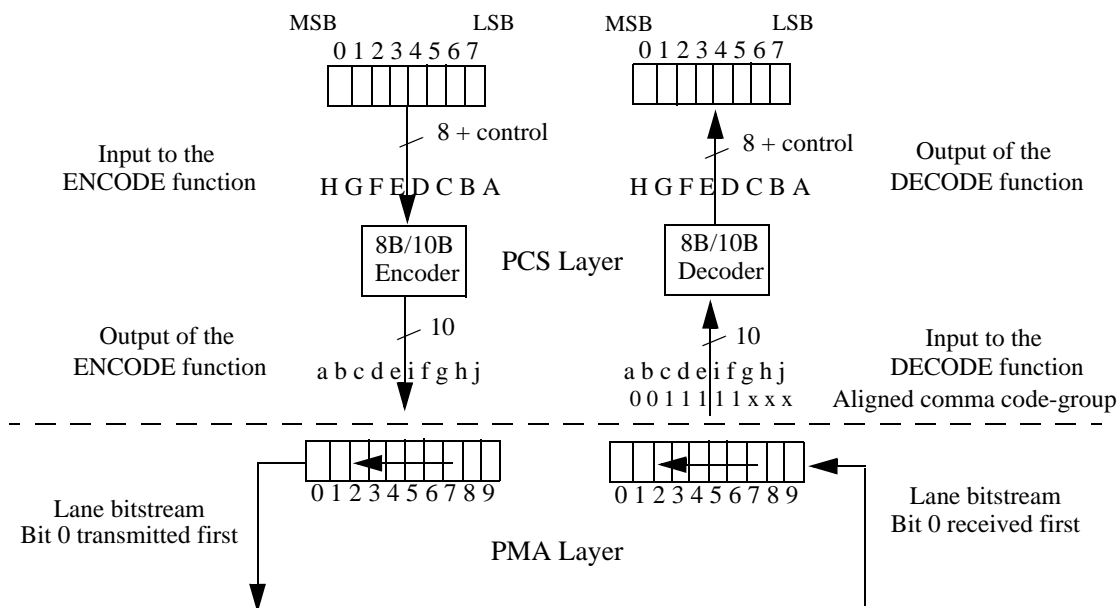 MSB LSB MSB LSB
0 1 2 3 4 5 6 7 0 1 2 3 4 5 6 7
8 + control 8 + control
Input to the
ENCODE function
Output of the
DECODE function
H G F E D C B A H G F E D C B A
8B/10B
Encoder
PCS Layer
8B/10B
Decoder
10 10
Output of the
ENCODE function
Input to the
DECODE function
a b c d e i f g h j a b c d e i f g h j
0 0 1 1 1 1 1 x x x Aligned comma code-group
0 1 2 3 4 5 6 7 8 9 0 1 2 3 4 5 6 7 8 9
Lane bitstream
Bit 0 transmitted first
Lane bitstream
Bit 0 received first
PMA Layer